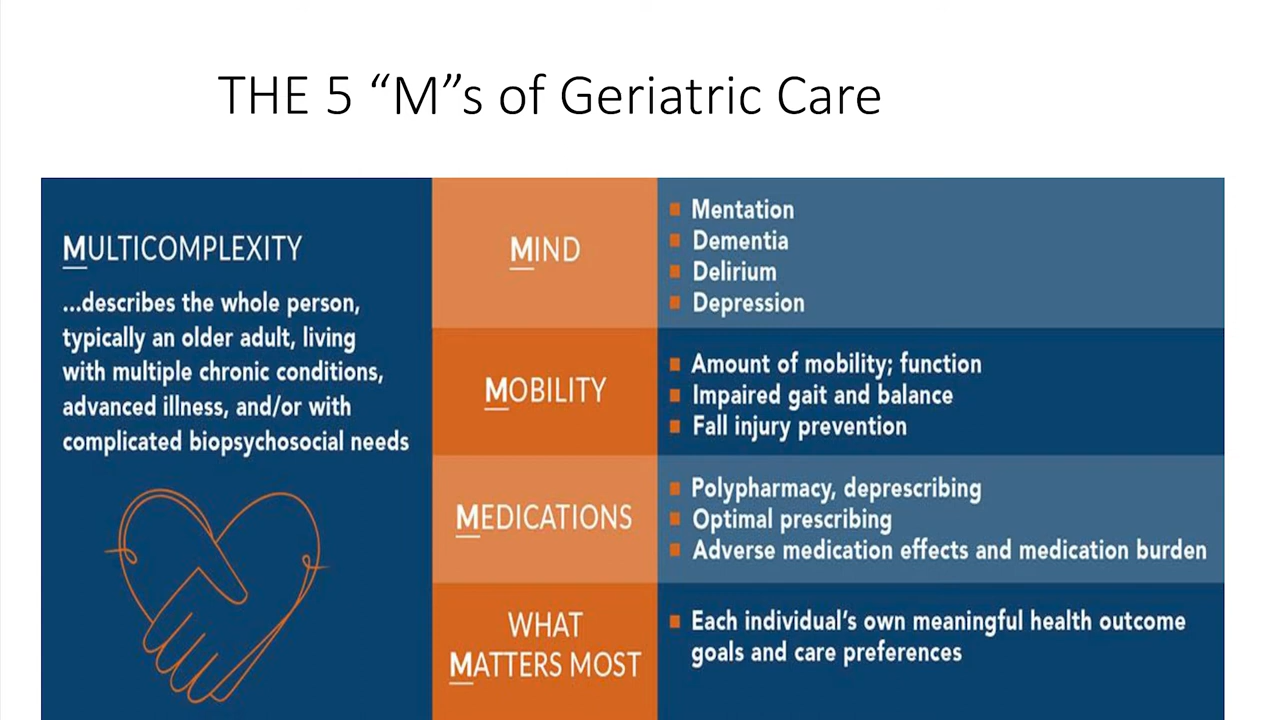 THE 5 “M”s of Geriatric Care
MULTICOMPLEXITY
...describes the whole person,
typically an older adult, living
with multiple chronic conditions,
advanced illness, and/or with
complicated biopsychosocial needs
MIND
Mentation
Dementia
Delirium
Depression
MOBILITY
Amount of mobility; function
Impaired gait and balance
Fall injury prevention
MEDICATIONS
Polypharmacy, deprescribing
Optimal prescribing
Adverse medication effects and medication burden
WHAT
MATTERS MOST
Each individual’s own meaningful health outcome
goals and care preferences